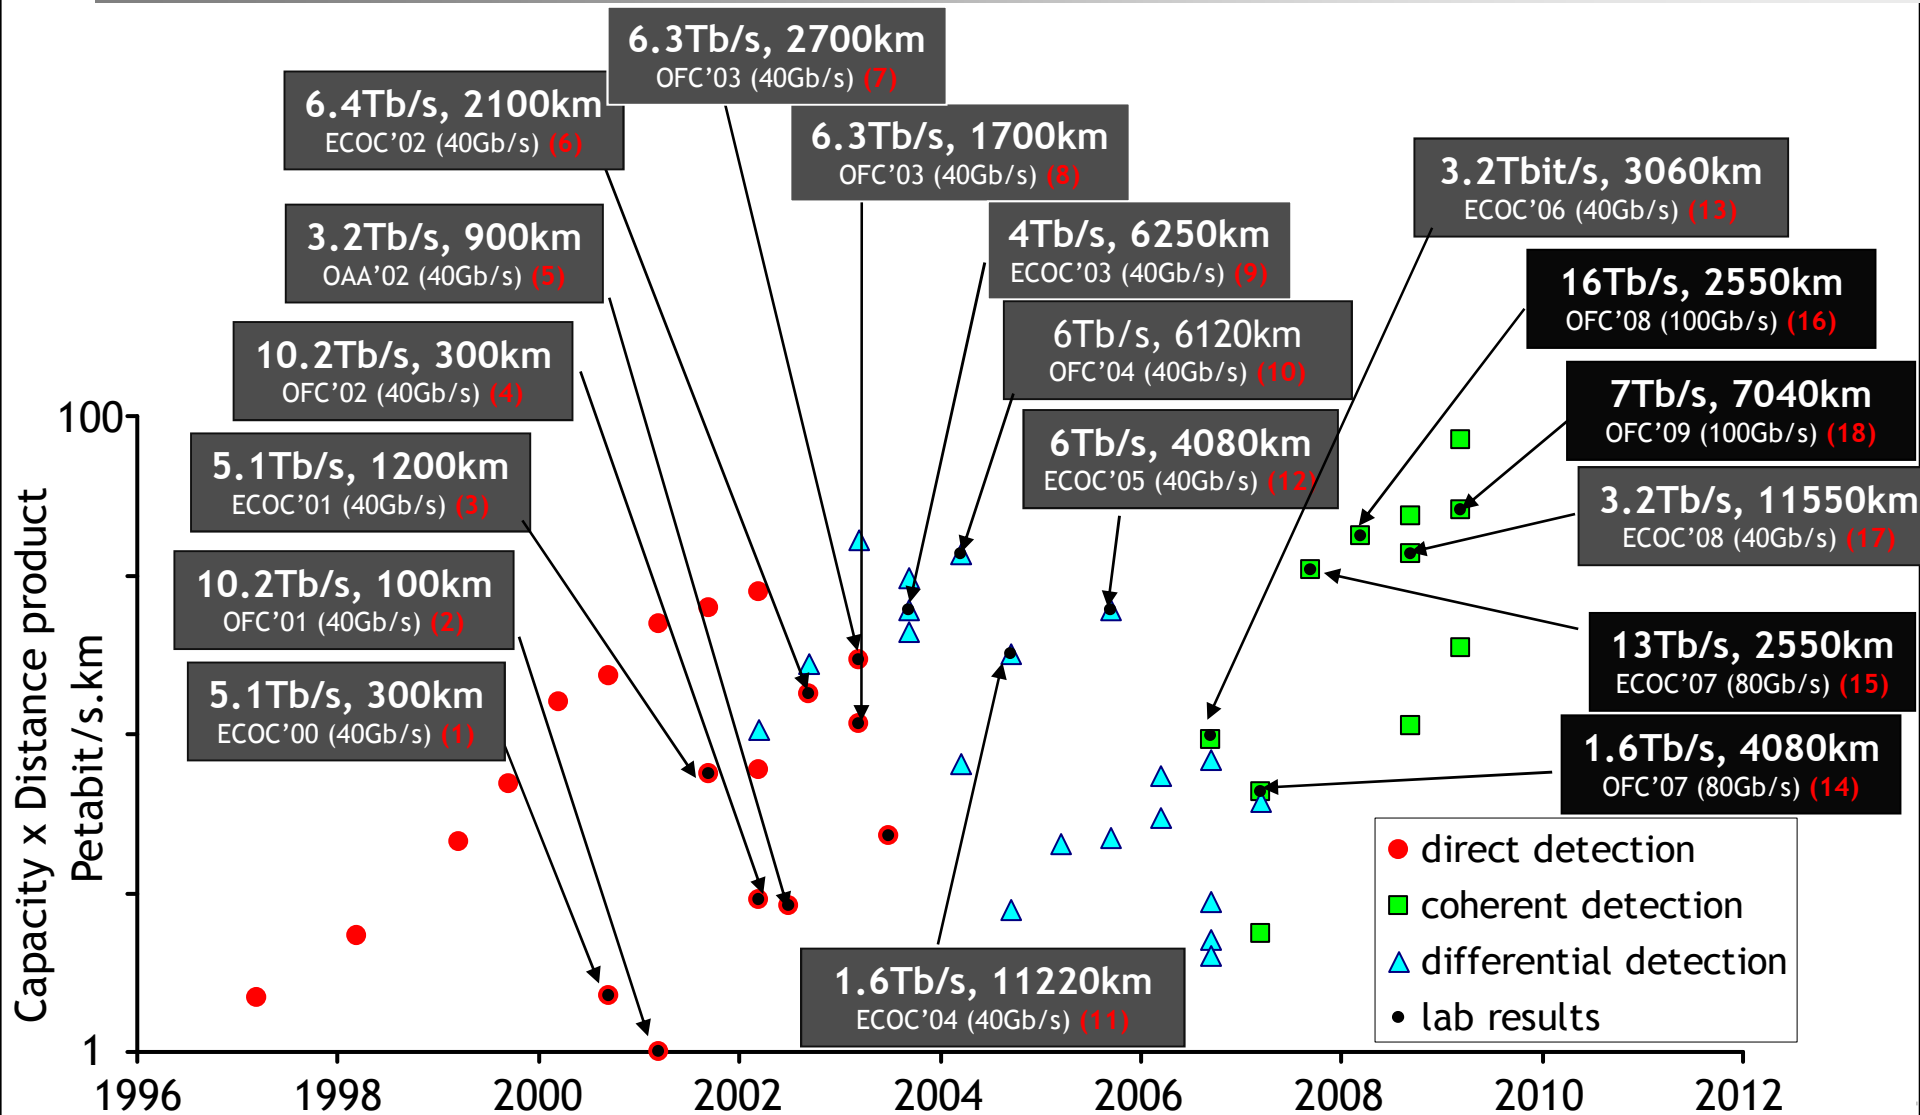 6.3Tb/s, 2700km
OFC'03 (40Gb/s) (7)
6.4Tb/s, 2100km
ECOC'02 (40Gb/s) (6)
6.3Tb/s, 1700km
OFC'03 (40Gb/s) (8)
3.2Tbit/s, 3060km
ECOC'06 (40Gb/s) (13)
3.2Tb/s, 900km
OAA'02 (40Gb/s) (5)
4Tb/s, 6250km
ECOC'03 (40Gb/s) (9)
16Tb/s, 2550km
OFC'08 (100Gb/s) (16)
10.2Tb/s, 300km
OFC'02 (40Gb/s) (4)
6Tb/s, 6120km
OFC'04 (40Gb/s) (10)
7Tb/s, 7040km
OFC'09 (100Gb/s) (18)
5.1Tb/s, 1200km
ECOC'01 (40Gb/s) (3)
6Tb/s, 4080km
ECOC'05 (40Gb/s) (12)
3.2Tb/s, 11550km
ECOC'08 (40Gb/s) (17)
10.2Tb/s, 100km
OFC'01 (40Gb/s) (2)
13Tb/s, 2550km
ECOC'07 (80Gb/s) (15)
5.1Tb/s, 300km
ECOC'00 (40Gb/s) (1)
1.6Tb/s, 4080km
OFC'07 (80Gb/s) (14)
1.6Tb/s, 11220km
ECOC'04 (40Gb/s) (11)
direct detection
coherent detection
differential detection
lab results
Capacity x Distance product
Petabit/s.km
100
1
1996 1998 2000 2002 2004 2006 2008 2010 2012